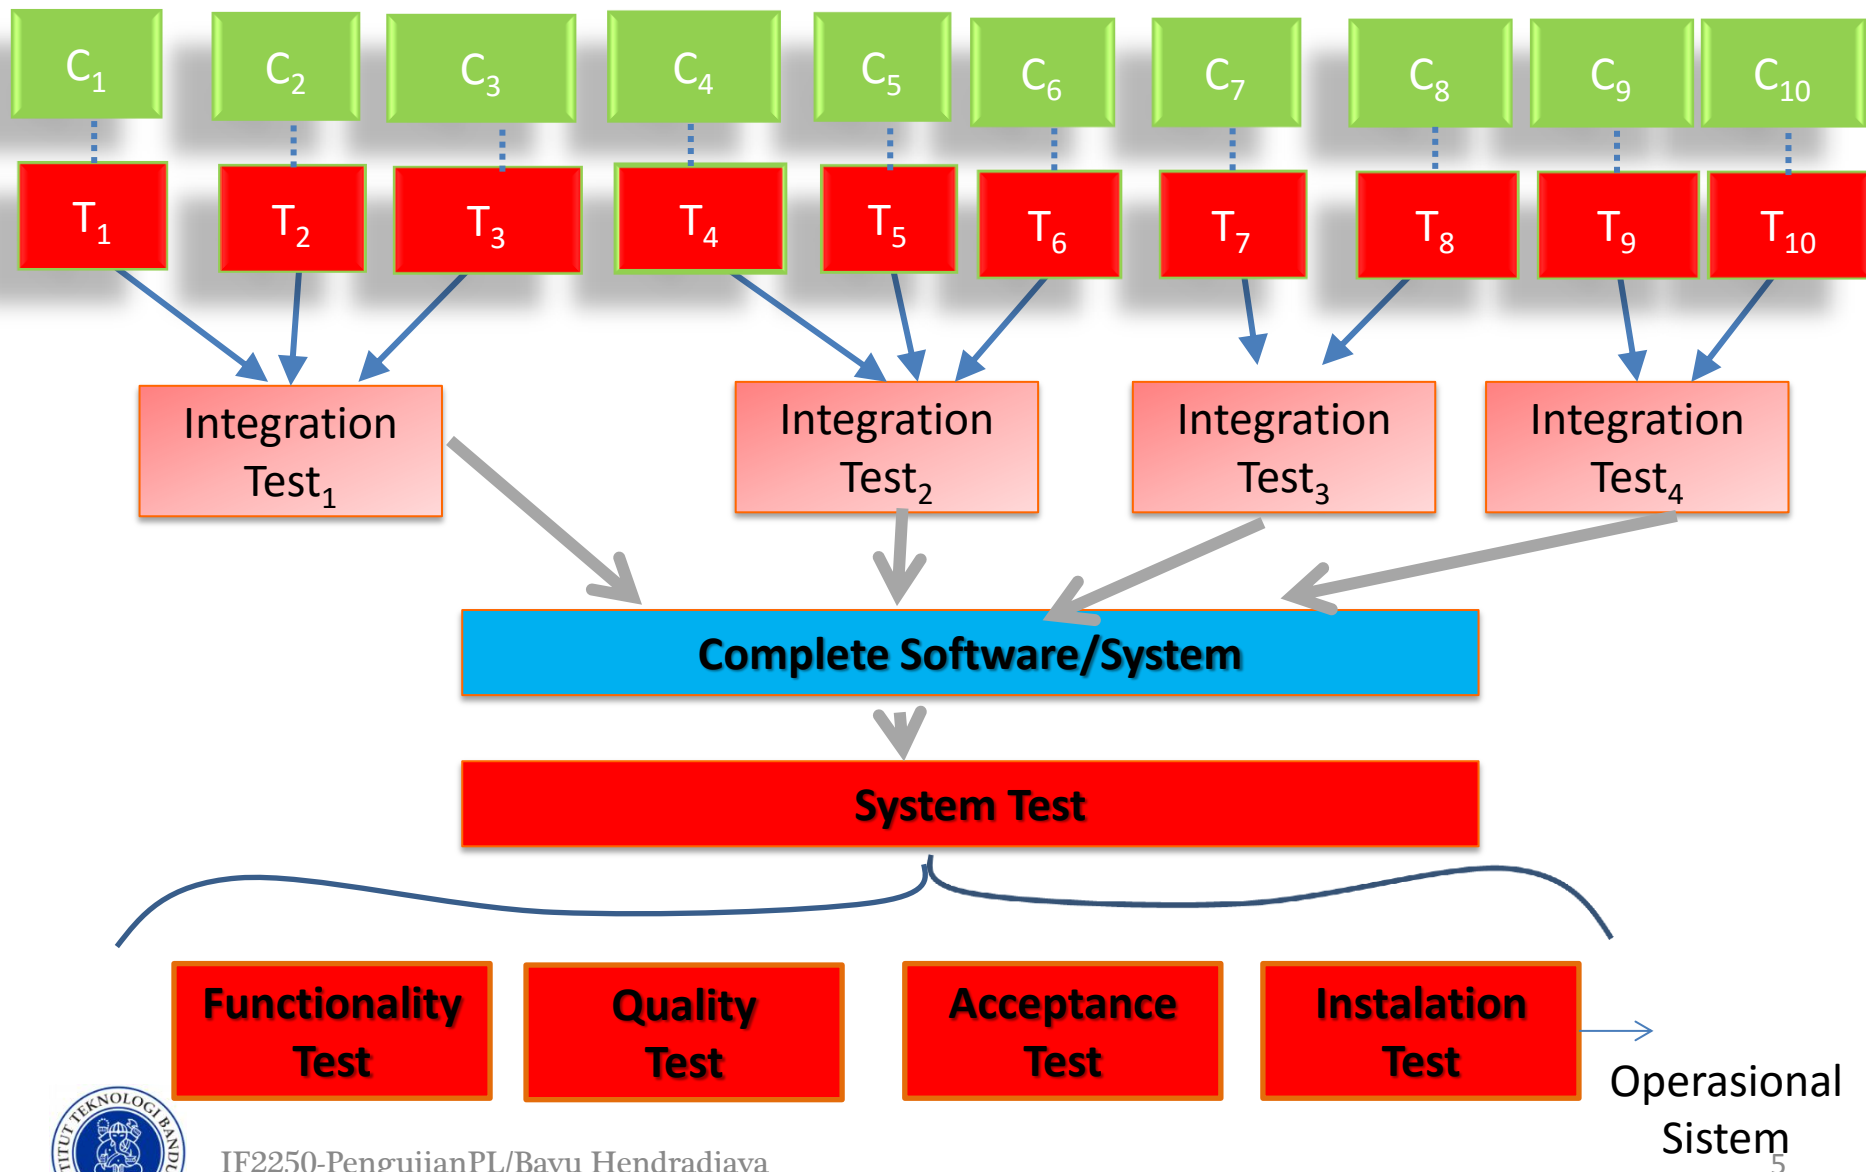 C1 C2 C3 C4 C5 C6 C7 C8 C9 C10
T1 T2 T3 T4 T5 T6 T7 T8 T9 T10
Integration
Test1
Integration
Test2
Integration
Test3
Integration
Test4
Complete Software/System
System Test
Functionality
Test
Quality
Test
Acceptance
Test
Instalation
Test
Operasional
Sistem
TEKNOLOGI
IF2250-PengujianPL/Bayu Hendradjaya
5